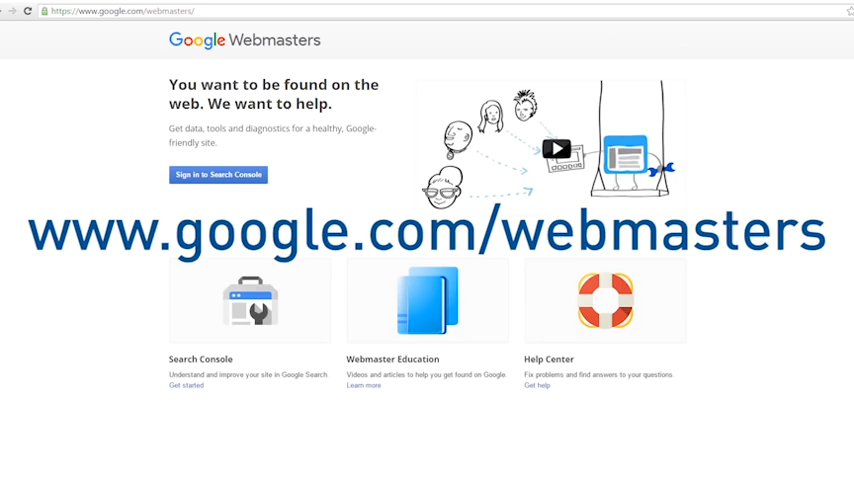 https://www.google.com/webmasters/
Google Webmasters
You want to be found on the
web. We want to help.
Get data, tools and diagnostics for a healthy, Google-
friendly site.
Sign in to Search Console
www.google.com/webmasters
Search Console
Understand and improve your site in Google Search.
Get started
Webmaster Education
Videos and articles to help you get found on Google.
Learn more
Help Center
Fix problems and find answers to your questions.
Get help